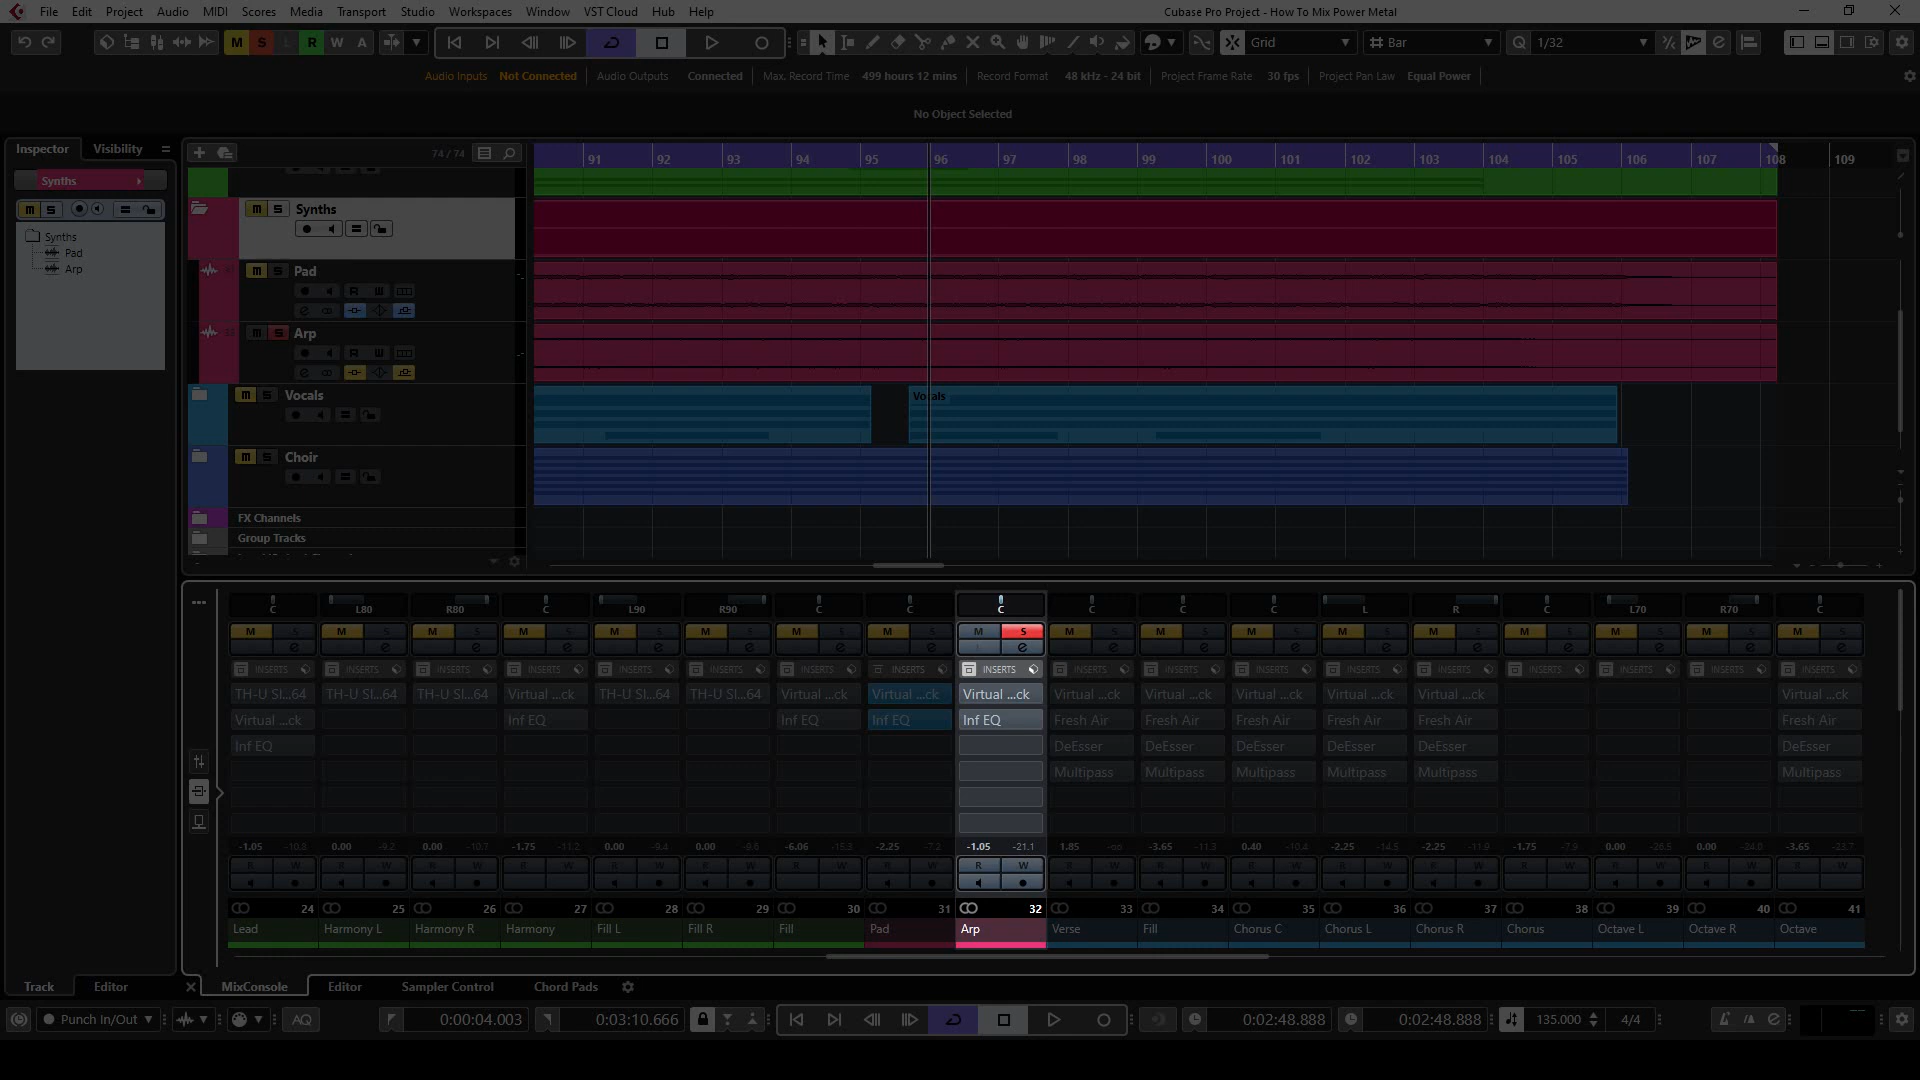 File Edit Project Audio MIDI Scores Media Transport Studio Workspaces Window VST Cloud Hub Help Cubase Pro Project - How To Mix Power Metal
M S L R W A Grid Bar Q 1/32
Audio Inputs Not Connected Audio Outputs Connected Max. Record Time 499 hours 12 mins Record Format 48 kHz - 24 bit Project Frame Rate 30 fps Project Pan Law Equal Power
No Object Selected
Inspector Visibility 74 / 74 91 92 93 94 95 96 97 98 99 100 101 102 103 104 105 106 107 108 109
Synths
M S
Synths
Pad
Arp
m S Synths
m S Pad
R W
m S Arp
R W
m S Vocals
Vocals
m S Choir
FX Channels
Group Tracks
C L80 R80 C L90 R90 C C C C C C L R C L70 R70 C
M S M S M S M S M S M S M S M S M S M S M S M S M S M S M S M S M S M S
INSERTS INSERTS INSERTS INSERTS INSERTS INSERTS INSERTS INSERTS INSERTS INSERTS INSERTS INSERTS INSERTS INSERTS INSERTS INSERTS INSERTS INSERTS
TH-U Sl...64 TH-U Sl...64 TH-U Sl...64 Virtual ...ck TH-U Sl...64 TH-U Sl...64 Virtual ...ck Virtual ...ck Virtual ...ck Virtual ...ck Virtual ...ck Virtual ...ck Virtual ...ck Virtual ...ck Virtual ...ck
Virtual ...ck Inf EQ Inf EQ Inf EQ Inf EQ Fresh Air Fresh Air Fresh Air Fresh Air Fresh Air Fresh Air
Inf EQ DeEsser DeEsser DeEsser DeEsser DeEsser DeEsser
Multipass Multipass Multipass Multipass Multipass Multipass
-1.05 -10.8 0.00 -9.2 0.00 -10.7 -1.75 -11.2 0.00 -9.4 0.00 -9.6 -6.06 -15.3 -2.25 -7.2 -1.05 -21.1 1.85 -oo -3.65 -11.3 0.40 -10.4 -2.25 -14.5 -2.25 -11.9 -1.75 -7.9 0.00 -26.5 0.00 -24.0 -3.65 -23.7
R W R W R W R W R W R W R W R W R W R W R W R W R W R W R W R W R W R W
24 25 26 27 28 29 30 31 32 33 34 35 36 37 38 39 40 41
Lead Harmony L Harmony R Harmony Fill L Fill R Fill Pad Arp Verse Fill Chorus C Chorus L Chorus R Chorus Octave L Octave R Octave
Track Editor MixConsole Editor Sampler Control Chord Pads
Punch In/Out AQ 0:00:04.003 0:03:10.666 0:02:48.888 0:02:48.888 135.000 4/4